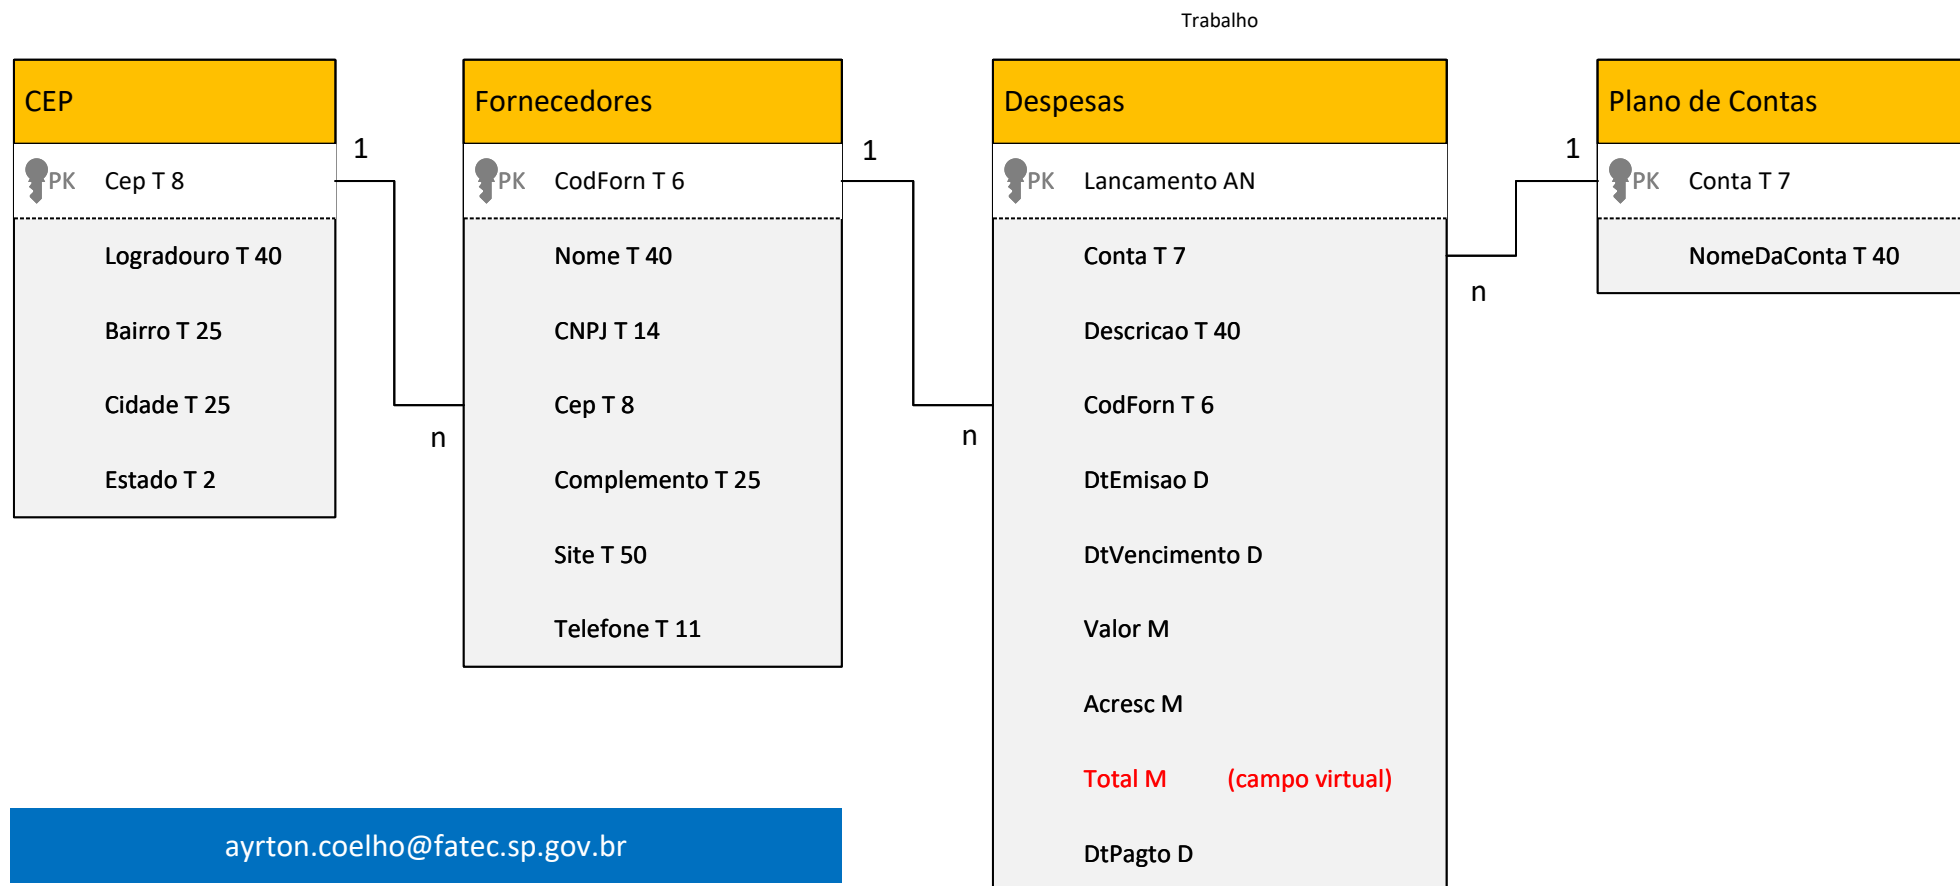 Trabalho
CEP
PK Cep T 8
Logradouro T 40
Bairro T 25
Cidade T 25
Estado T 2
1
n
Fornecedores
PK CodForn T 6
Nome T 40
CNPJ T 14
Cep T 8
Complemento T 25
Site T 50
Telefone T 11
1
n
Despesas
PK Lancamento AN
Conta T 7
Descricao T 40
CodForn T 6
DtEmisao D
DtVencimento D
Valor M
Acresc M
Total M (campo virtual)
DtPagto D
1
n
Plano de Contas
PK Conta T 7
NomeDaConta T 40
ayrton.coelho@fatec.sp.gov.br